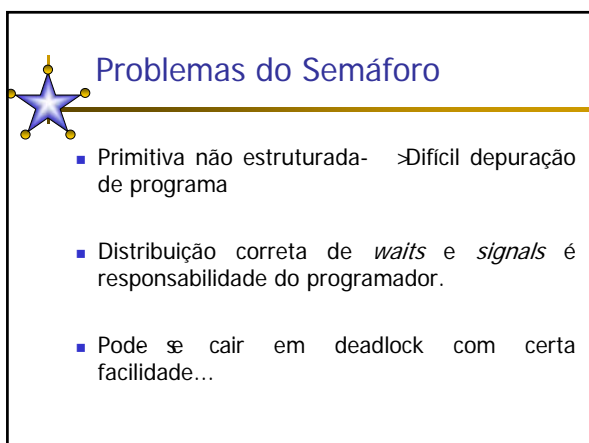 Problemas do Semáforo
Primitiva não estruturada- >Difícil depuração
de programa
Distribuição correta de waits e signals é
responsabilidade do programador.
Pode se cair em deadlock com certa
facilidade...